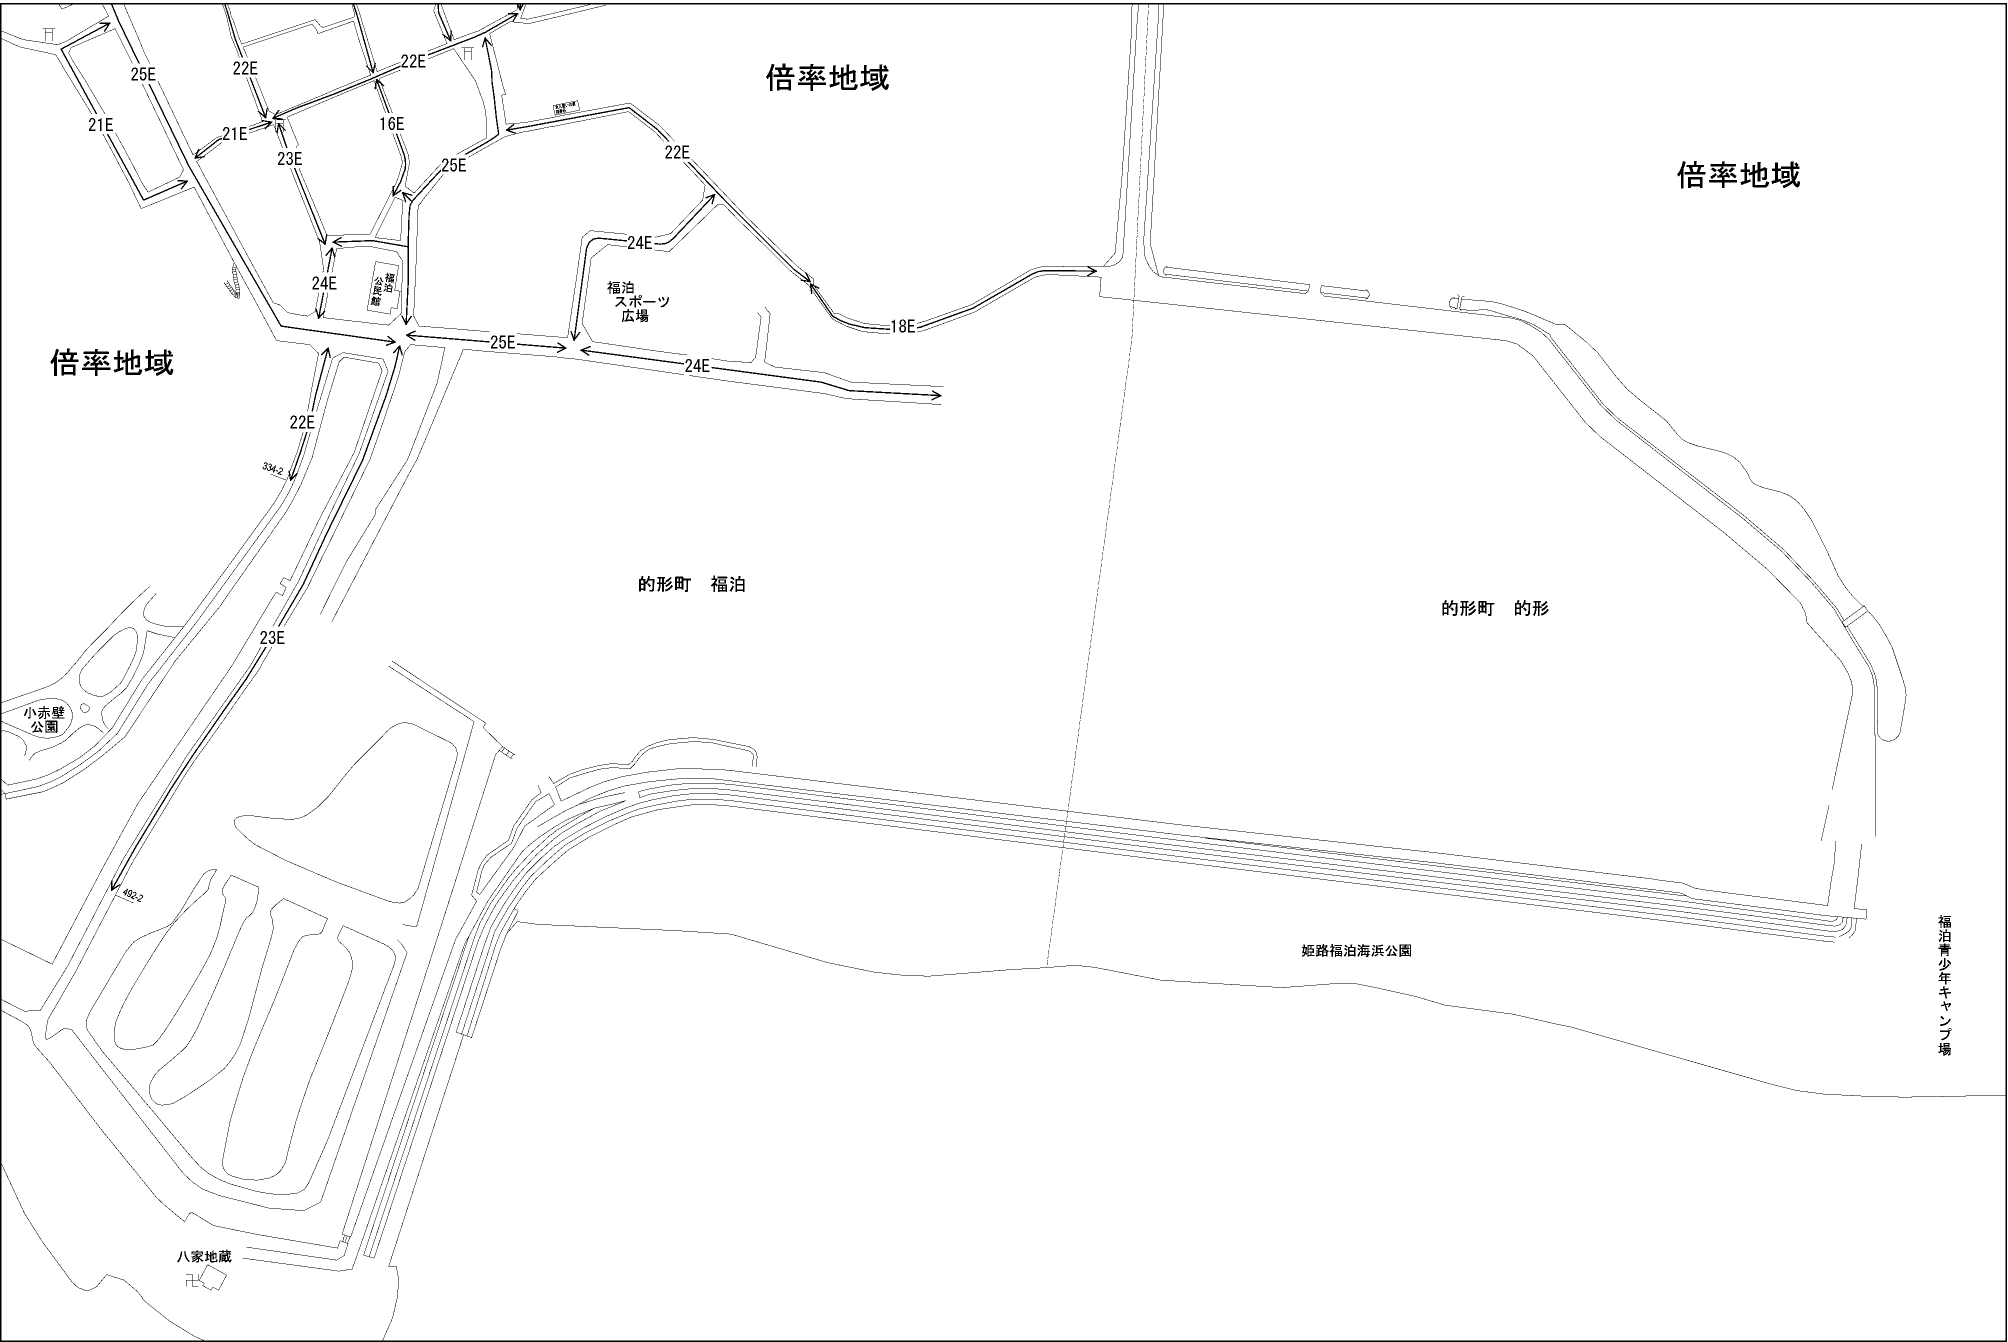 22E
倍率地域
25E
22E
21E
16E
21E
23E
22E
25E
倍率地域
24E
24E
福泊
公民館
福泊
スポーツ
広場
18E
25E
24E
倍率地域
22E
334-2
的形町　福泊
的形町　的形
23E
小赤壁
公園
492-2
姫路福泊海浜公園
福泊青少年キャンプ場
八家地蔵